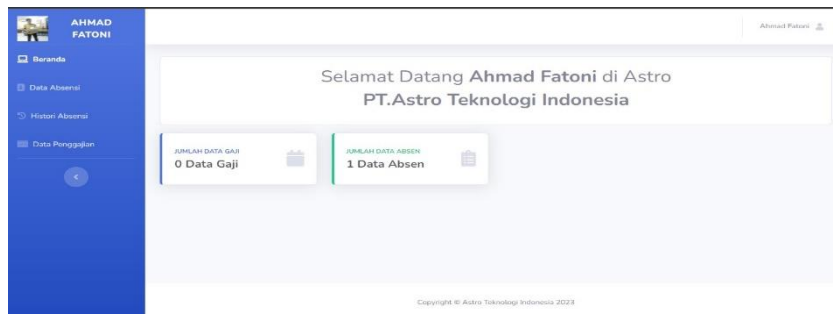 AHMAD
FATONI
Ahmad Fatoni
Beranda
Data Absensi
Histori Absensi
Data Penggajian
Selamat Datang Ahmad Fatoni di Astro
PT.Astro Teknologi Indonesia
JUMLAH DATA GAJI
0 Data Gaji
JUMLAH DATA ABSEN
1 Data Absen
Copyright © Astro Teknologi Indonesia 2023